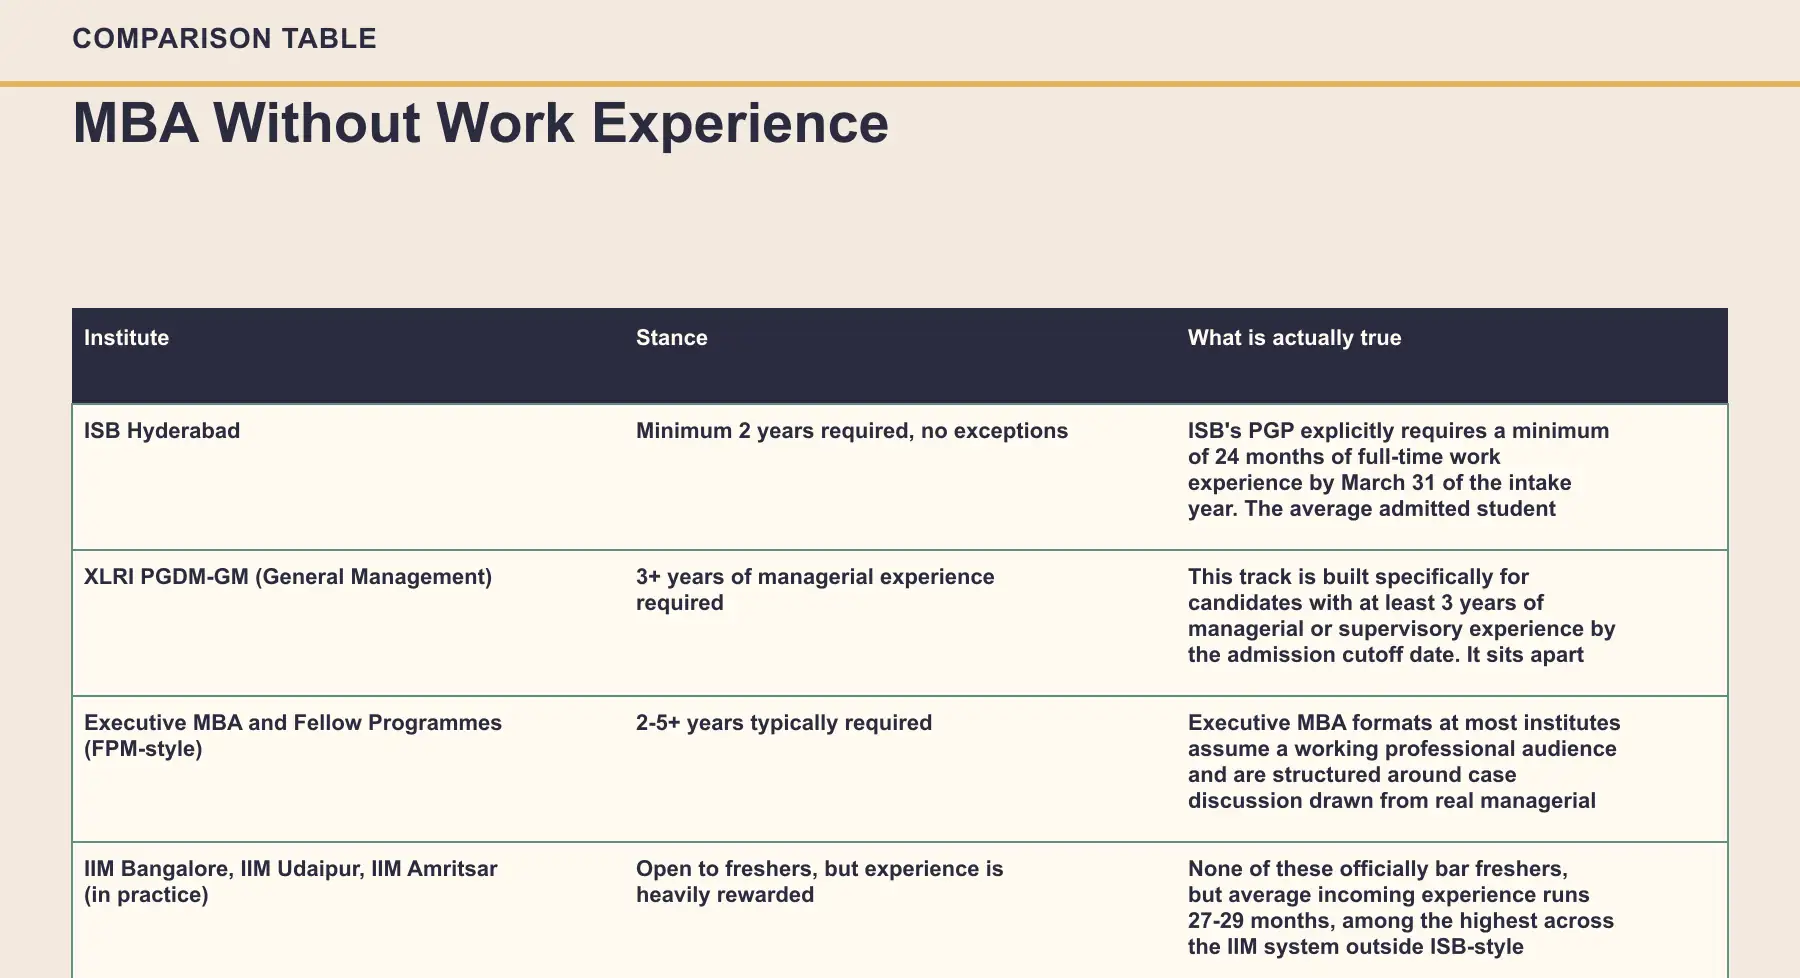 COMPARISON TABLE
MBA Without Work Experience
Institute
Stance
What is actually true
ISB Hyderabad
Minimum 2 years required, no exceptions
ISB's PGP explicitly requires a minimum
of 24 months of full-time work
experience by March 31 of the intake
year. The average admitted student
XLRI PGDM-GM (General Management)
3+ years of managerial experience
required
This track is built specifically for
candidates with at least 3 years of
managerial or supervisory experience by
the admission cutoff date. It sits apart
Executive MBA and Fellow Programmes
(FPM-style)
2-5+ years typically required
Executive MBA formats at most institutes
assume a working professional audience
and are structured around case
discussion drawn from real managerial
IIM Bangalore, IIM Udaipur, IIM Amritsar
(in practice)
Open to freshers, but experience is
heavily rewarded
None of these officially bar freshers,
but average incoming experience runs
27-29 months, among the highest across
the IIM system outside ISB-style